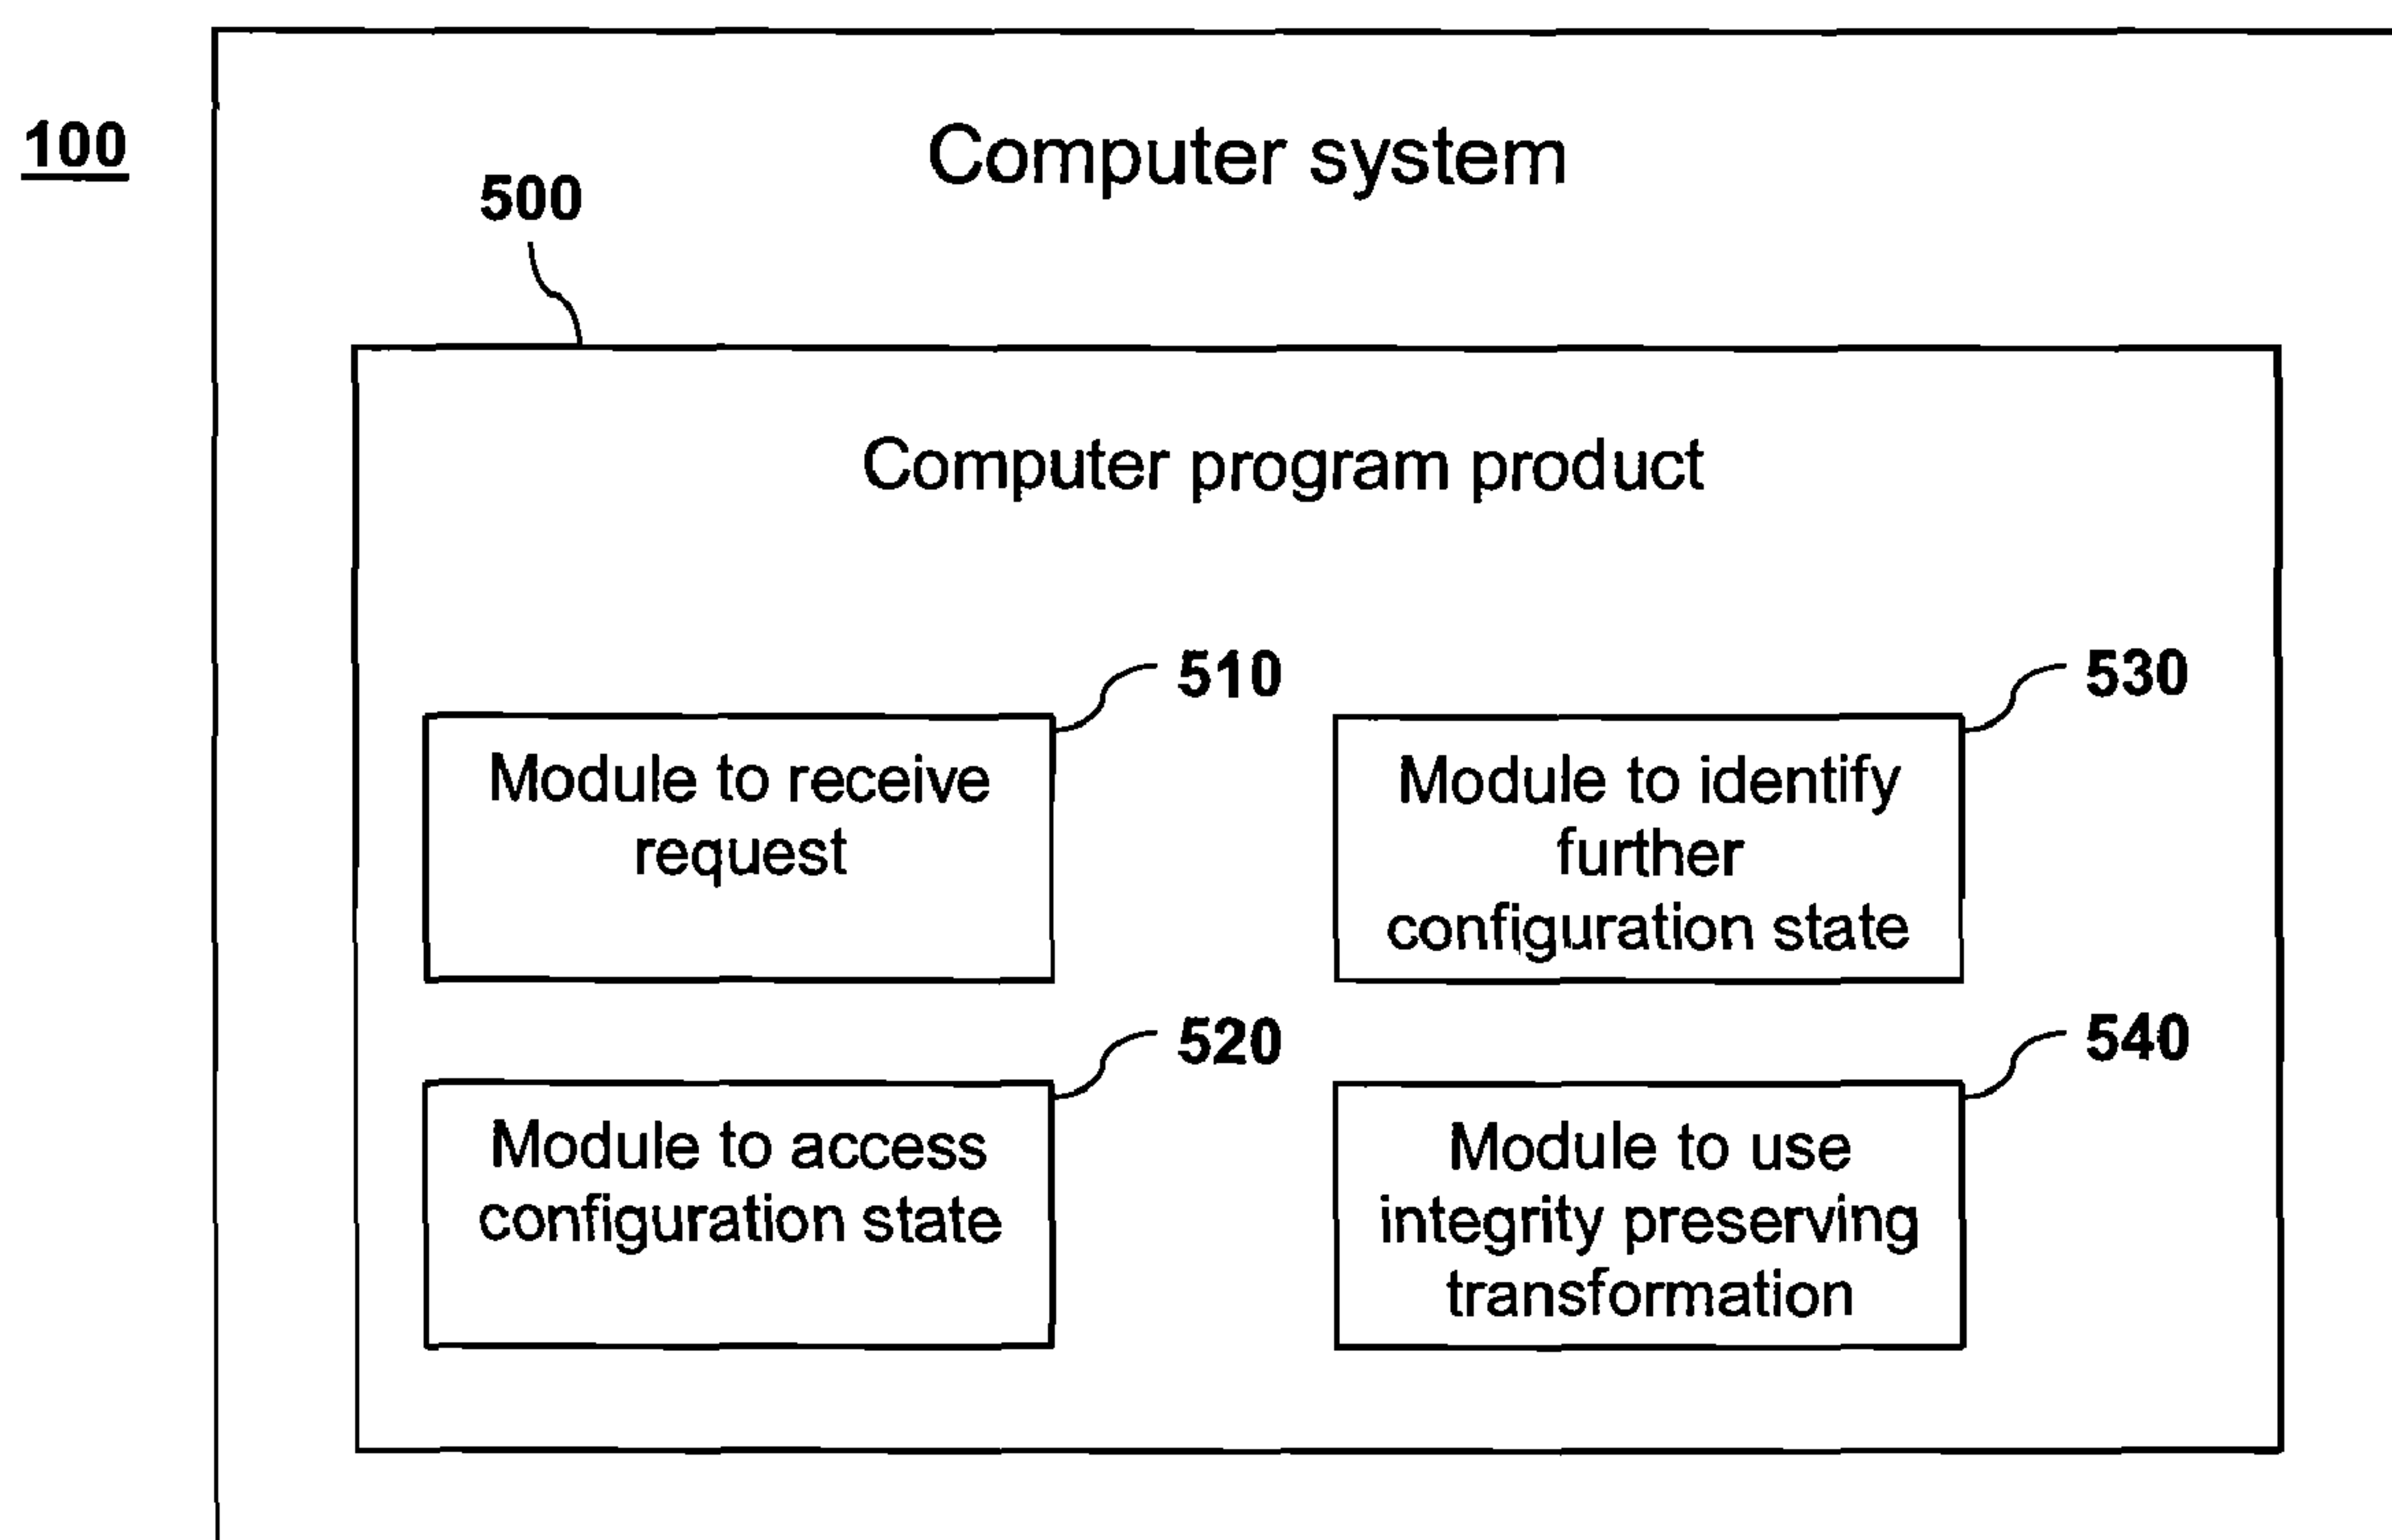 100
Computer system
500
Computer program product
510
Module to receive
request
530
Module to identify
further
configuration state
520
Module to access
configuration state
540
Module to use
integrity preserving
transformation